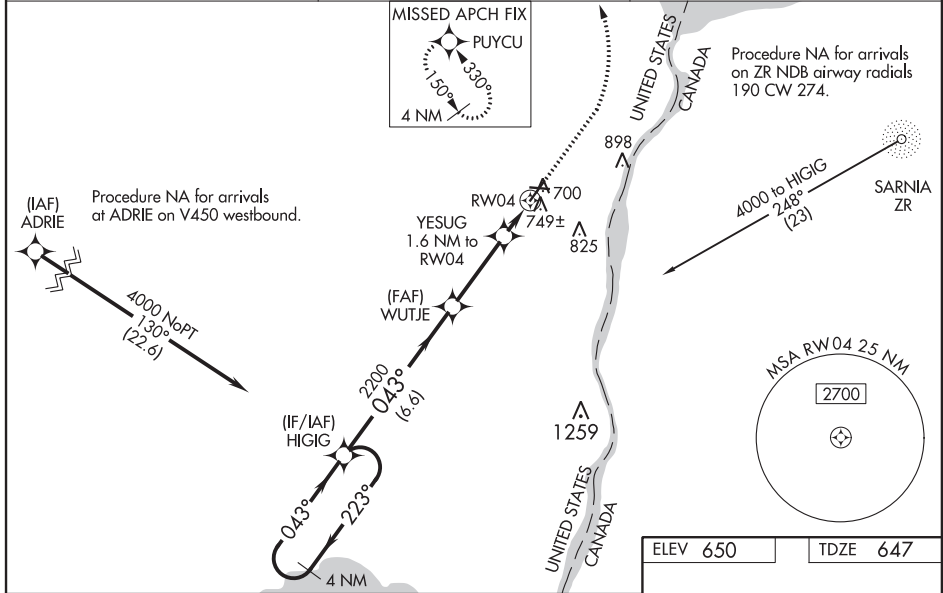 MISSED APCH FIX
PUYCU
330°
150°
4 NM
UNITED STATES
CANADA
Procedure NA for arrivals
on ZR NDB airway radials
190 CW 274.
898
SARNIA
ZR
4000 to HIGIG
248°
(23)
(IAF)
ADRIE
Procedure NA for arrivals
at ADRIE on V450 westbound.
RW04
700
749±
825
YESUG
1.6 NM to
RW04
(FAF)
WUTJE
4000 NoPT
130°
(22.6)
2200
043°
(6.6)
(IF/IAF)
HIGIG
043°
223°
4 NM
1259
UNITED STATES
CANADA
MSA RW04 25 NM
2700
ELEV 650
TDZE 647